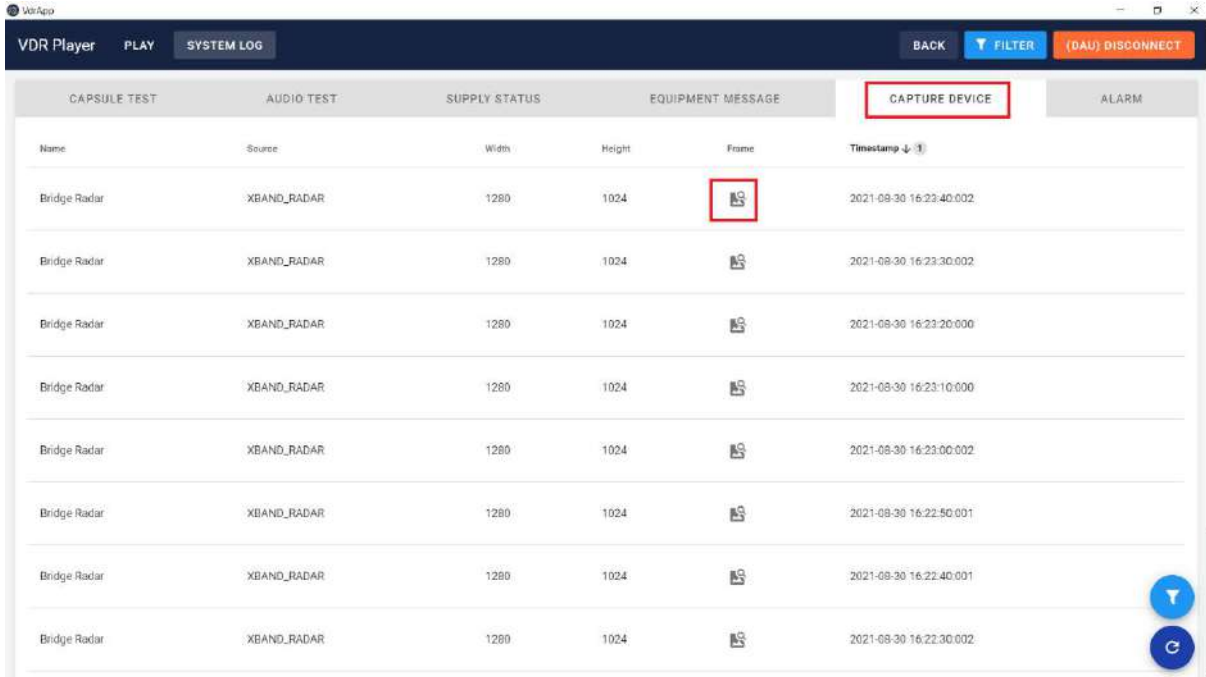 VdrApp
VDR Player PLAY SYSTEM LOG BACK FILTER (DAU) DISCONNECT
CAPSULE TEST AUDIO TEST SUPPLY STATUS EQUIPMENT MESSAGE CAPTURE DEVICE ALARM
Name Source Width Height Frame Timestamp ↓ 1
Bridge Radar XBAND_RADAR 1280 1024 2021-08-30 16:23:40:002
Bridge Radar XBAND_RADAR 1280 1024 2021-08-30 16:23:30:002
Bridge Radar XBAND_RADAR 1280 1024 2021-08-30 16:23:20:000
Bridge Radar XBAND_RADAR 1280 1024 2021-08-30 16:23:10:000
Bridge Radar XBAND_RADAR 1280 1024 2021-08-30 16:23:00:002
Bridge Radar XBAND_RADAR 1280 1024 2021-08-30 16:22:50:001
Bridge Radar XBAND_RADAR 1280 1024 2021-08-30 16:22:40:001
Bridge Radar XBAND_RADAR 1280 1024 2021-08-30 16:22:30:002